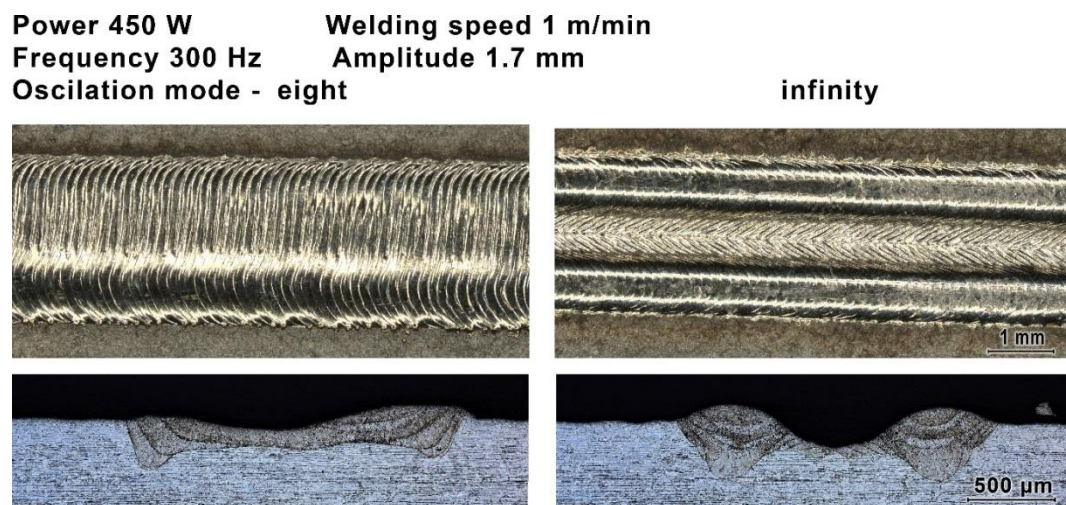 Power 450 W Welding speed 1 m/min
Frequency 300 Hz Amplitude 1.7 mm
Oscilation mode - eight infinity
1 mm
500 µm